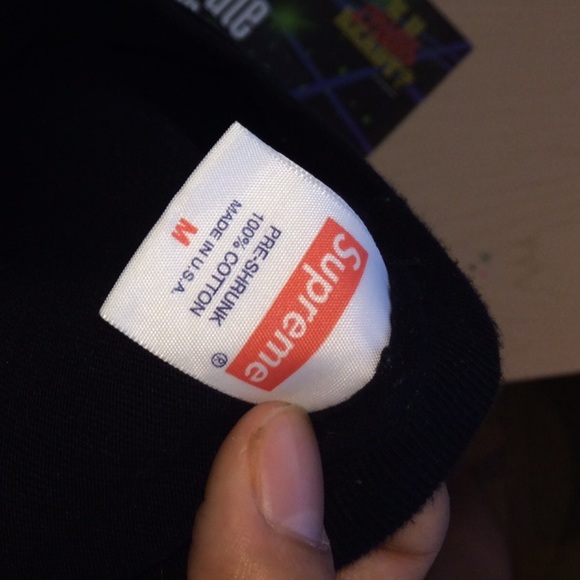 Supreme
®
PRE-SHRUNK
100% COTTON
MADE IN U.S.A.
M